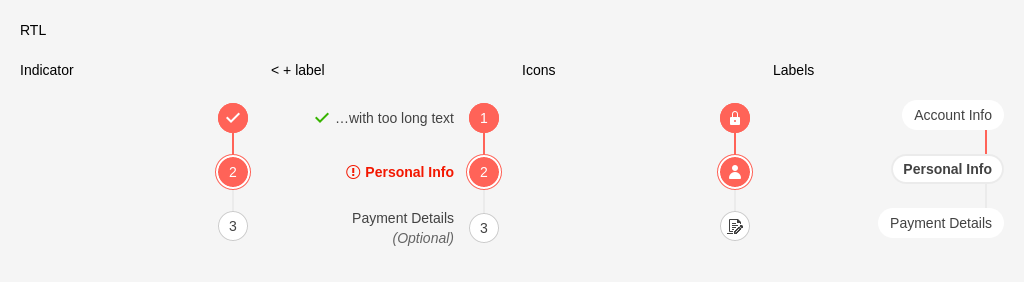 RTL
Indicator
< + label
Icons
Labels
2
3
…with too long text
1
Personal Info
2
Payment Details
(Optional)
3
Account Info
Personal Info
Payment Details